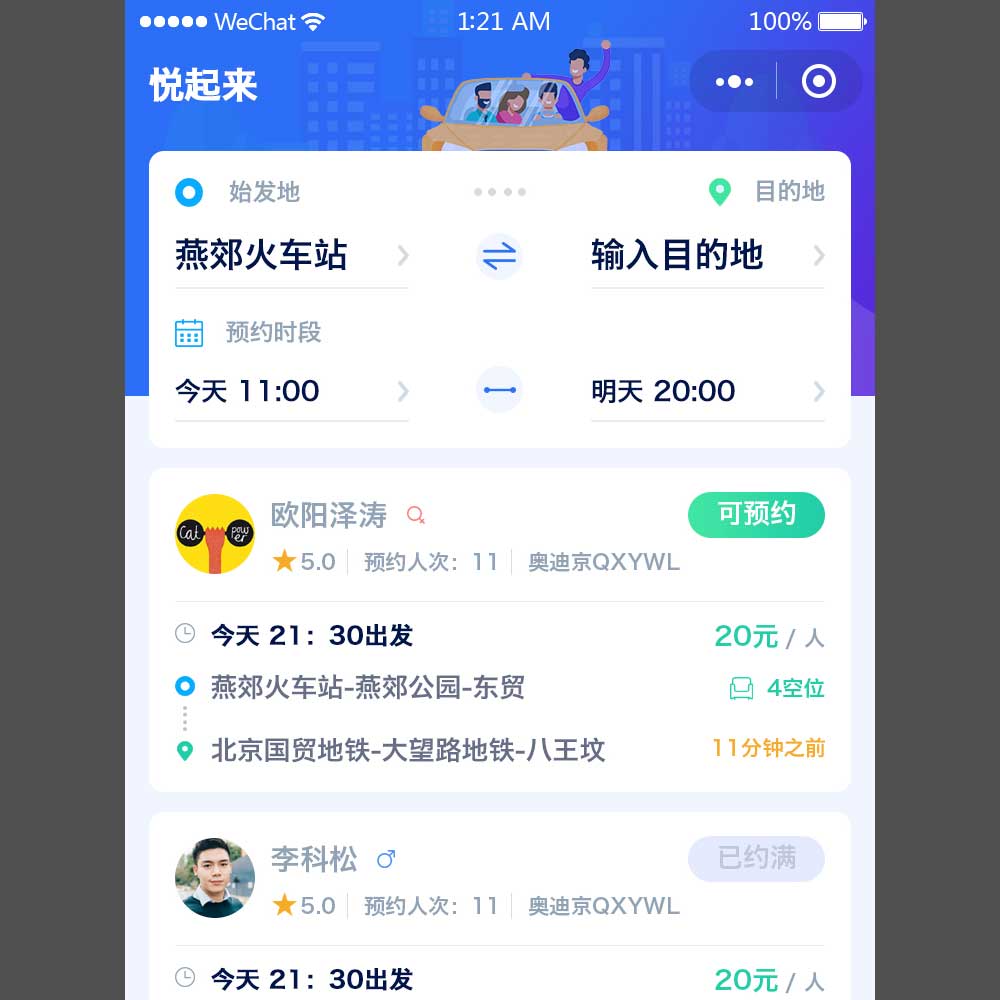 WeChat 1:21 AM 100%
悦起来
始发地 目的地
燕郊火车站 输入目的地
预约时段
今天 11:00 明天 20:00
欧阳泽涛 可预约
Cat power
5.0 预约人次：11 奥迪京QXYWL
今天 21：30出发 20元 / 人
燕郊火车站-燕郊公园-东贸 4空位
北京国贸地铁-大望路地铁-八王坟 11分钟之前
李科松 已约满
5.0 预约人次：11 奥迪京QXYWL
今天 21：30出发 20元 / 人